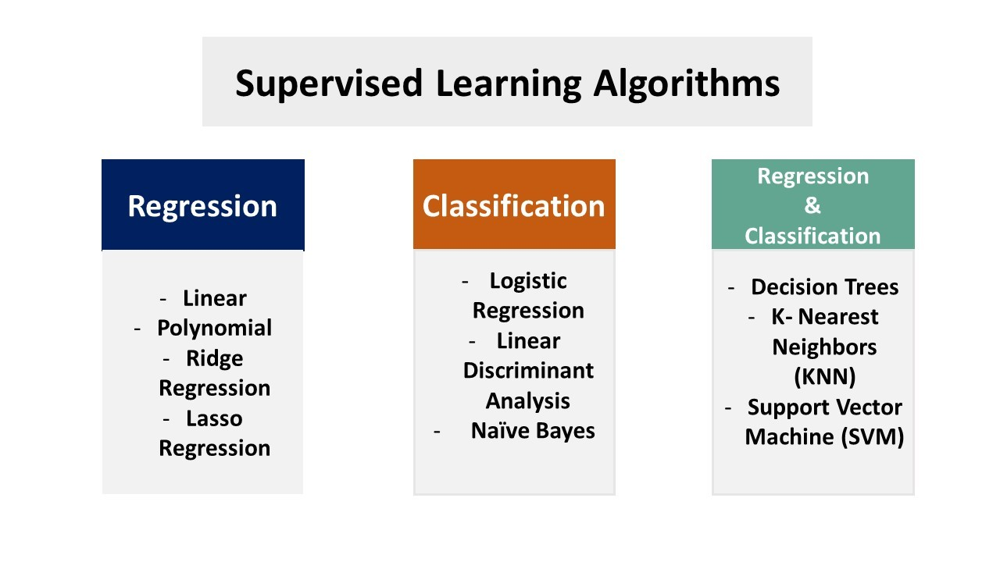 Supervised Learning Algorithms
Regression
- Linear
- Polynomial
- Ridge
Regression
- Lasso
Regression
Classification
- Logistic
Regression
- Linear
Discriminant
Analysis
- Naïve Bayes
Regression
&
Classification
- Decision Trees
- K- Nearest
Neighbors
(KNN)
- Support Vector
Machine (SVM)